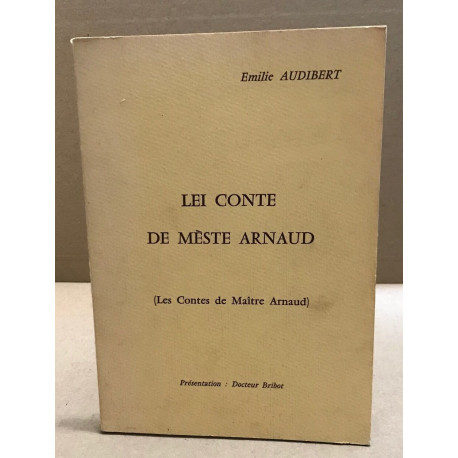 Emilie AUDIBERT
LEI CONTE
DE MÈSTE ARNAUD
(Les Contes de Maître Arnaud)
Présentation : Docteur Bribot